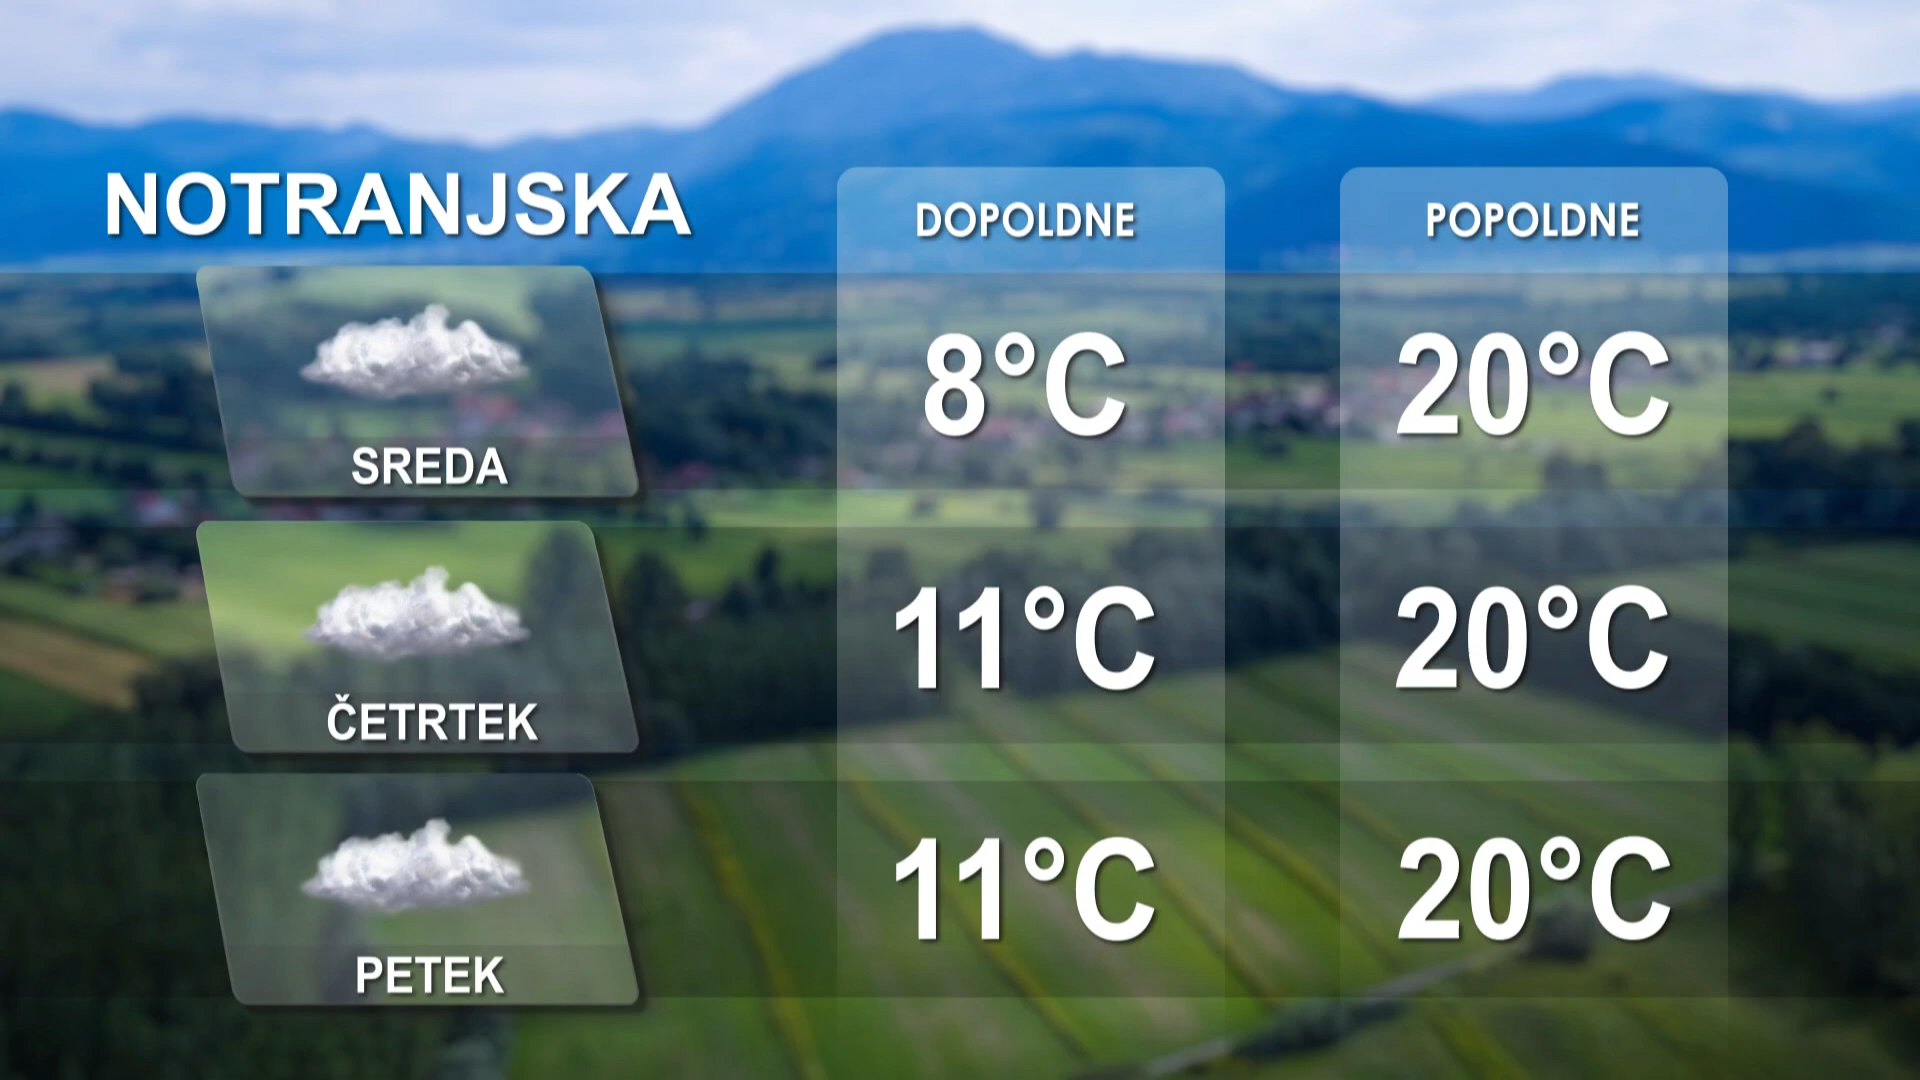 NOTRANJSKA
DOPOLDNE POPOLDNE
8°C 20°C
SREDA
11°C 20°C
ČETRTEK
11°C 20°C
PETEK